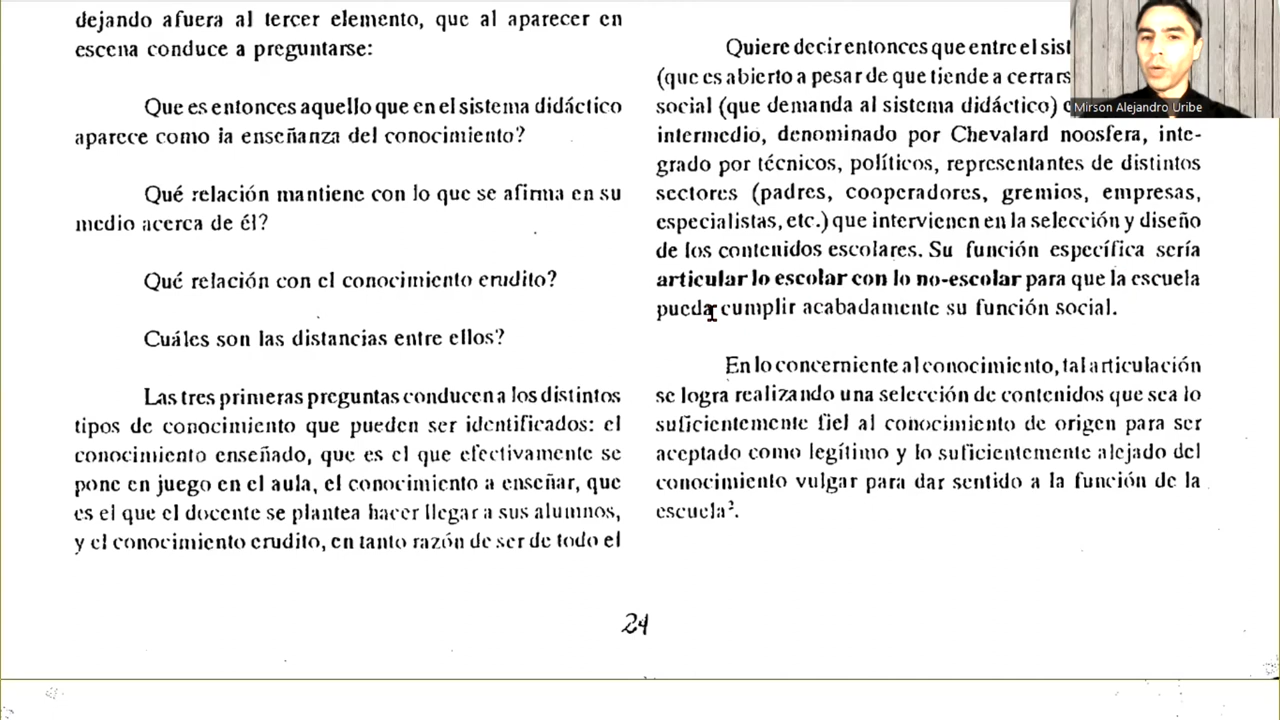 dejando afuera al tercer elemento, que al aparecer en
escena conduce a preguntarse:
Que es entonces aquello que en el sistema didáctico
aparece como la enseñanza del conocimiento?
Qué relación mantiene con lo que se afirma en su
medio acerca de él?
Qué relación con el conocimiento erudito?
Cuáles son las distancias entre ellos?
Las tres primeras preguntas conducen a los distintos
tipos de conocimiento que pueden ser identificados: el
conocimiento enseñado, que es el que efectivamente se
pone en juego en el aula, el conocimiento a enseñar, que
es el que el docente se plantea hacer llegar a sus alumnos,
y el conocimiento erudito, en tanto razón de ser de todo el
Quiere decir entonces que entre el
(que es abierto a pesar de que tiende a
social (que demanda al sistema didáctico)
intermedio, denominado por Chevalard noosfera, inte-
grado por técnicos, políticos, representantes de distintos
sectores (padres, cooperadores, gremios, empresas,
especialistas, etc.) que intervienen en la selección y diseño
de los contenidos escolares. Su función específica sería
articular lo escolar con lo no-escolar para que la escuela
pueda cumplir acabadamente su función social.
En lo concerniente al conocimiento, tal articulación
se logra realizando una selección de contenidos que sea lo
suficientemente fiel al conocimiento de origen para ser
aceptado como legítimo y lo suficientemente alejado del
conocimiento vulgar para dar sentido a la función de la
escuela².
24
Mirson Alejandro Uribe